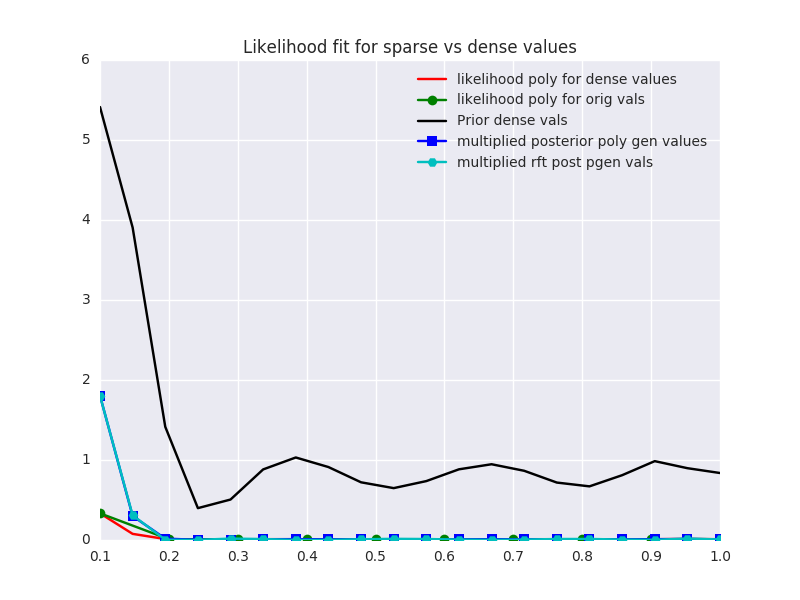 Likelihood fit for sparse vs dense values
likelihood poly for dense values
likelihood poly for orig vals
Prior dense vals
multiplied posterior poly gen values
multiplied rft post pgen vals
6
5
4
3
2
1
0
0.1 0.2 0.3 0.4 0.5 0.6 0.7 0.8 0.9 1.0